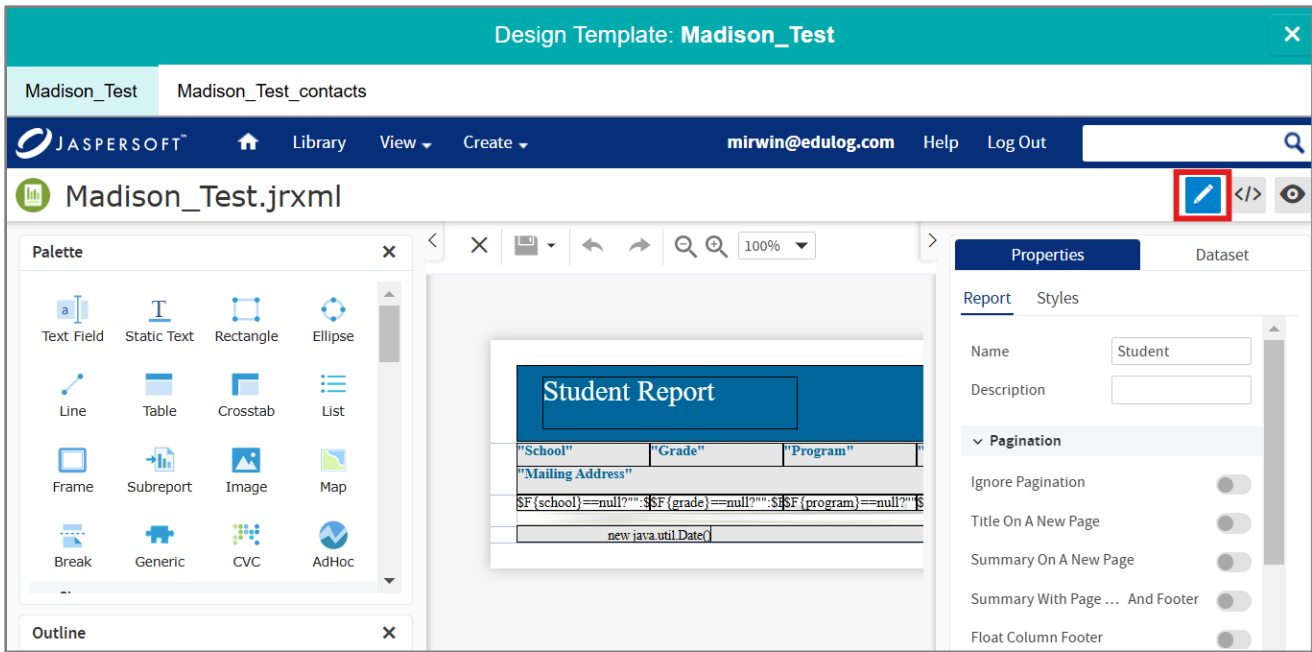 Design Template: Madison_Test
Madison_Test Madison_Test_contacts
JASPERSOFT™ Library View Create mirwin@edulog.com Help Log Out
Madison_Test.jrxml </>
Palette
100%
Properties Dataset
Report Styles
Text Field Static Text Rectangle Ellipse
Line Table Crosstab List
Frame Subreport Image Map
Break Generic CVC AdHoc
Outline
Student Report
"School" "Grade" "Program"
"Mailing Address"
$F{school}==null?"":$ $F{grade}==null?"":$F $F{program}==null?""
new java.util.Date()
Name Student
Description
Pagination
Ignore Pagination
Title On A New Page
Summary On A New Page
Summary With Page ... And Footer
Float Column Footer